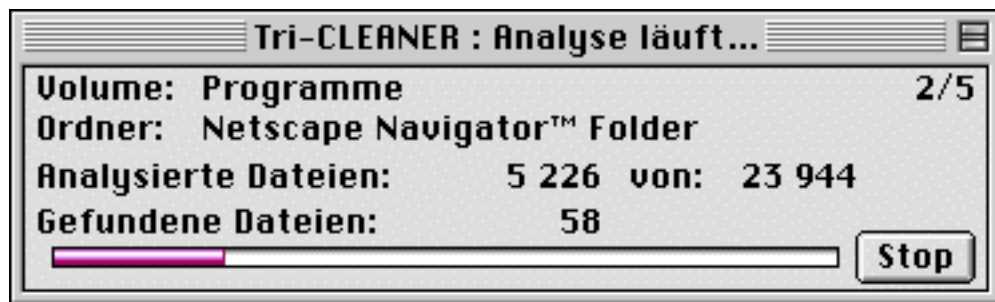 Tri-CLEANER : Analyse läuft...
Volume: Programme 2/5
Ordner: Netscape Navigator™ Folder
Analysierte Dateien: 5 226 von: 23 944
Gefundene Dateien: 58
Stop